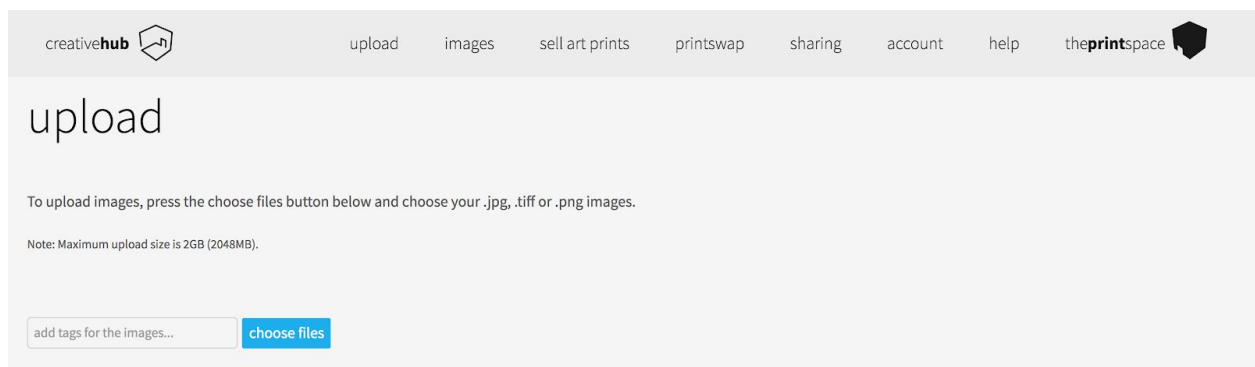 creativehub upload images sell art prints printswap sharing account help theprintspace
upload
To upload images, press the choose files button below and choose your .jpg, .tiff or .png images.
Note: Maximum upload size is 2GB (2048MB).
add tags for the images... choose files